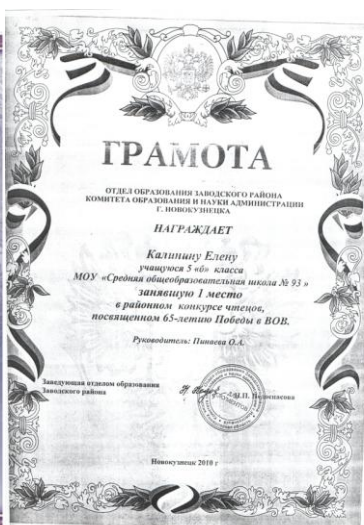 ГРАМОТА
ОТДЕЛ ОБРАЗОВАНИЯ ЗАВОДСКОГО РАЙОНА
КОМИТЕТА ОБРАЗОВАНИЯ И НАУКИ АДМИНИСТРАЦИИ
Г. НОВОКУЗНЕЦКА
НАГРАЖДАЕТ
Калинину Елену
учащуюся 5 «б» класса
МОУ «Средняя общеобразовательная школа № 93 »
занявшую 1 место
в районном конкурсе чтецов,
посвященном 65-летию Победы в ВОВ.
Руководитель: Пинаева О.А.
Заведующая отделом образования
Заводского района
Новокузнецк 2010 г